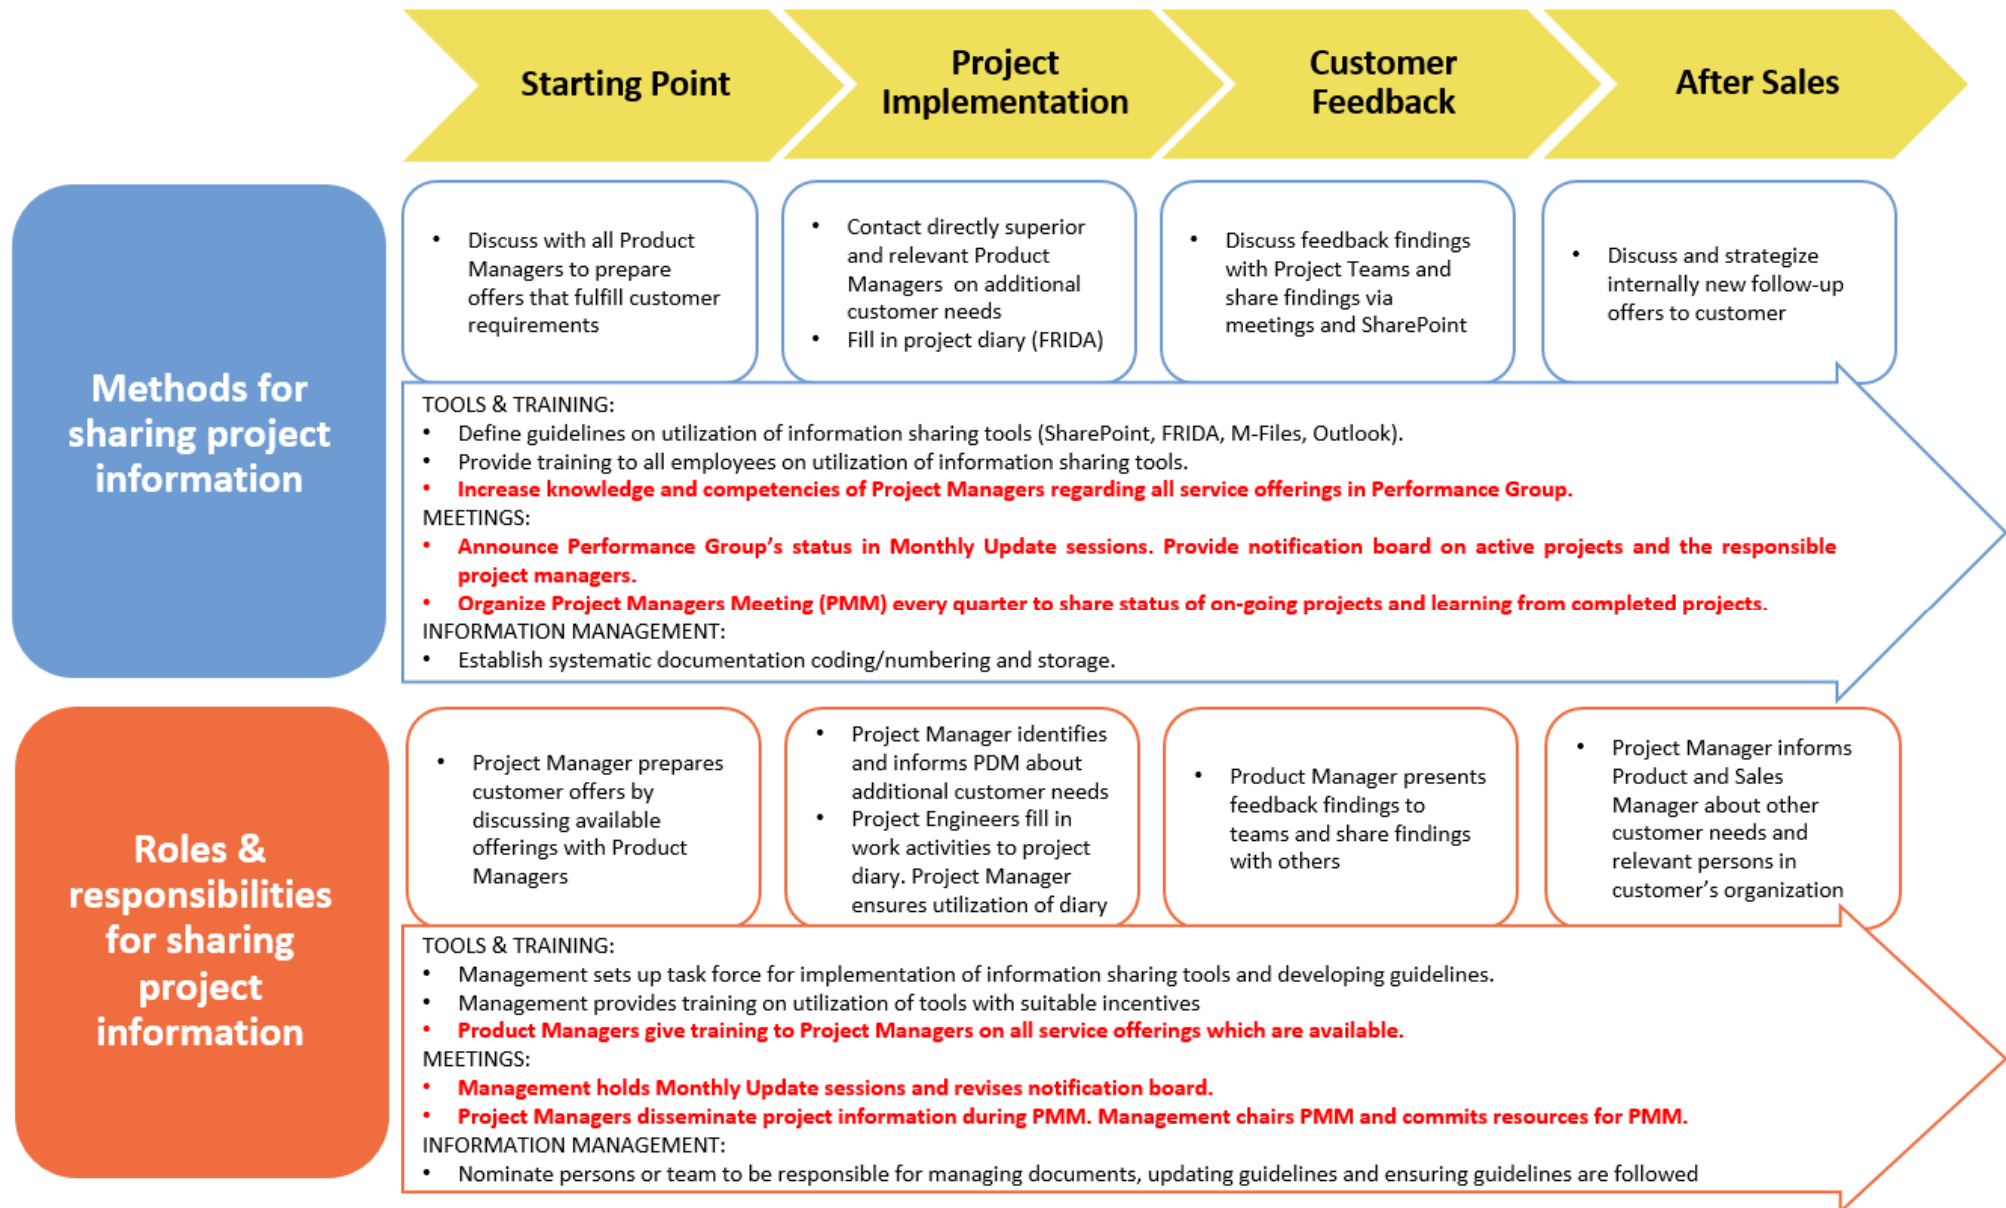 Starting Point
Project
Implementation
Customer
Feedback
After Sales
Methods for
sharing project
information
• Discuss with all Product
Managers to prepare
offers that fulfill customer
requirements
• Contact directly superior
and relevant Product
Managers on additional
customer needs
• Fill in project diary (FRIDA)
• Discuss feedback findings
with Project Teams and
share findings via
meetings and SharePoint
• Discuss and strategize
internally new follow-up
offers to customer
TOOLS & TRAINING:
• Define guidelines on utilization of information sharing tools (SharePoint, FRIDA, M-Files, Outlook).
• Provide training to all employees on utilization of information sharing tools.
• Increase knowledge and competencies of Project Managers regarding all service offerings in Performance Group.
MEETINGS:
• Announce Performance Group's status in Monthly Update sessions. Provide notification board on active projects and the responsible
project managers.
• Organize Project Managers Meeting (PMM) every quarter to share status of on-going projects and learning from completed projects.
INFORMATION MANAGEMENT:
• Establish systematic documentation coding/numbering and storage.
Roles &
responsibilities
for sharing
project
information
• Project Manager prepares
customer offers by
discussing available
offerings with Product
Managers
• Project Manager identifies
and informs PDM about
additional customer needs
• Project Engineers fill in
work activities to project
diary. Project Manager
ensures utilization of diary
• Product Manager presents
feedback findings to
teams and share findings
with others
• Project Manager informs
Product and Sales
Manager about other
customer needs and
relevant persons in
customer's organization
TOOLS & TRAINING:
• Management sets up task force for implementation of information sharing tools and developing guidelines.
• Management provides training on utilization of tools with suitable incentives
• Product Managers give training to Project Managers on all service offerings which are available.
MEETINGS:
• Management holds Monthly Update sessions and revises notification board.
• Project Managers disseminate project information during PMM. Management chairs PMM and commits resources for PMM.
INFORMATION MANAGEMENT:
• Nominate persons or team to be responsible for managing documents, updating guidelines and ensuring guidelines are followed